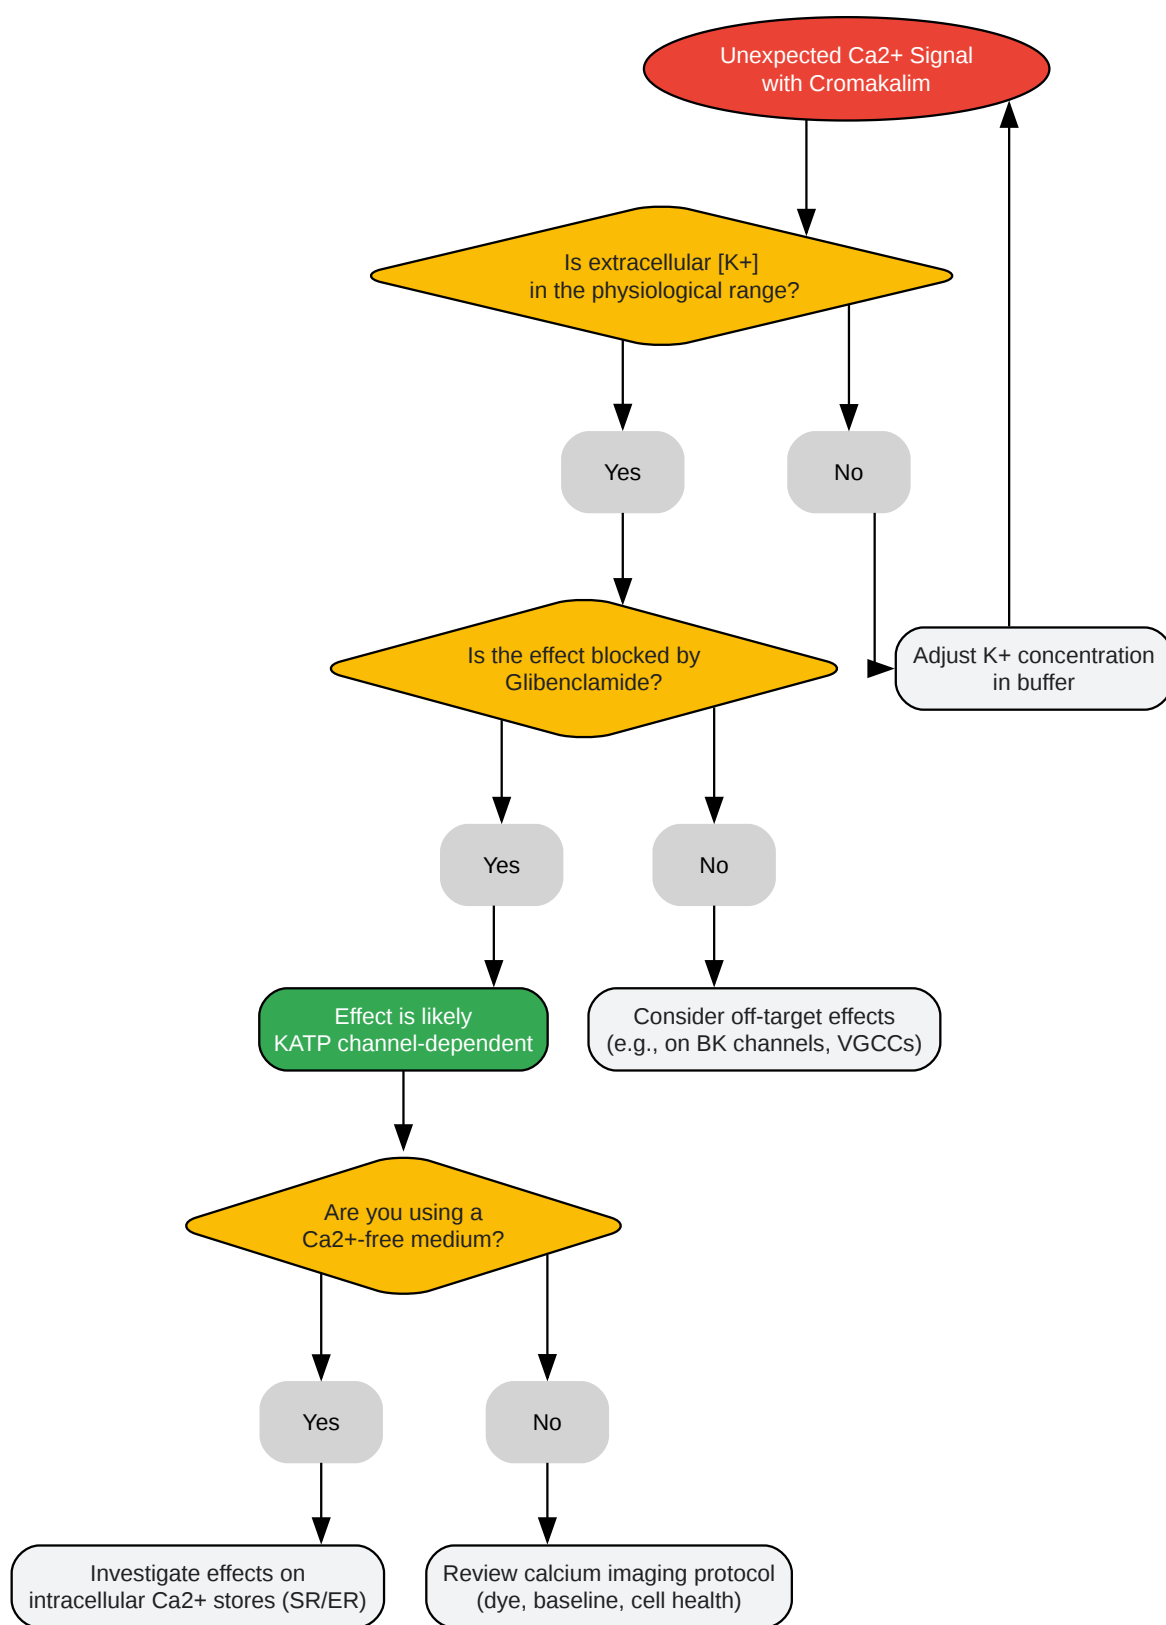 Unexpected Ca2+ Signal
with Cromakalim
Is extracellular [K+]
in the physiological range?
Yes
No
Is the effect blocked by
Glibenclamide?
Adjust K+ concentration
in buffer
Yes
No
Effect is likely
KATP channel-dependent
Consider off-target effects
(e.g., on BK channels, VGCCs)
Are you using a
Ca2+-free medium?
Yes
No
Investigate effects on
intracellular Ca2+ stores (SR/ER)
Review calcium imaging protocol
(dye, baseline, cell health)